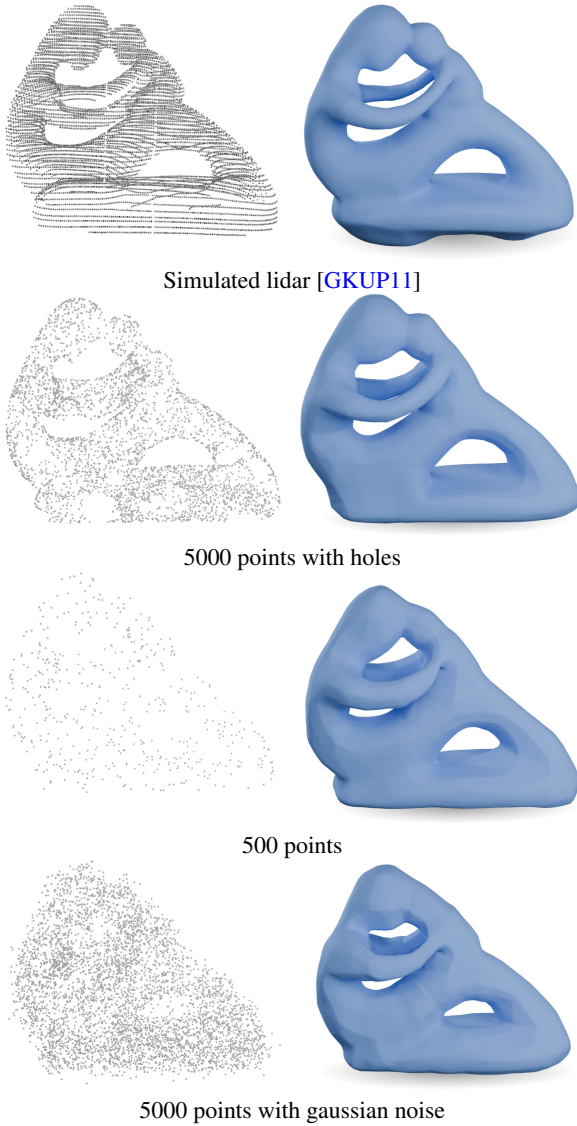 Simulated lidar [GKUP11]
5000 points with holes
500 points
5000 points with gaussian noise